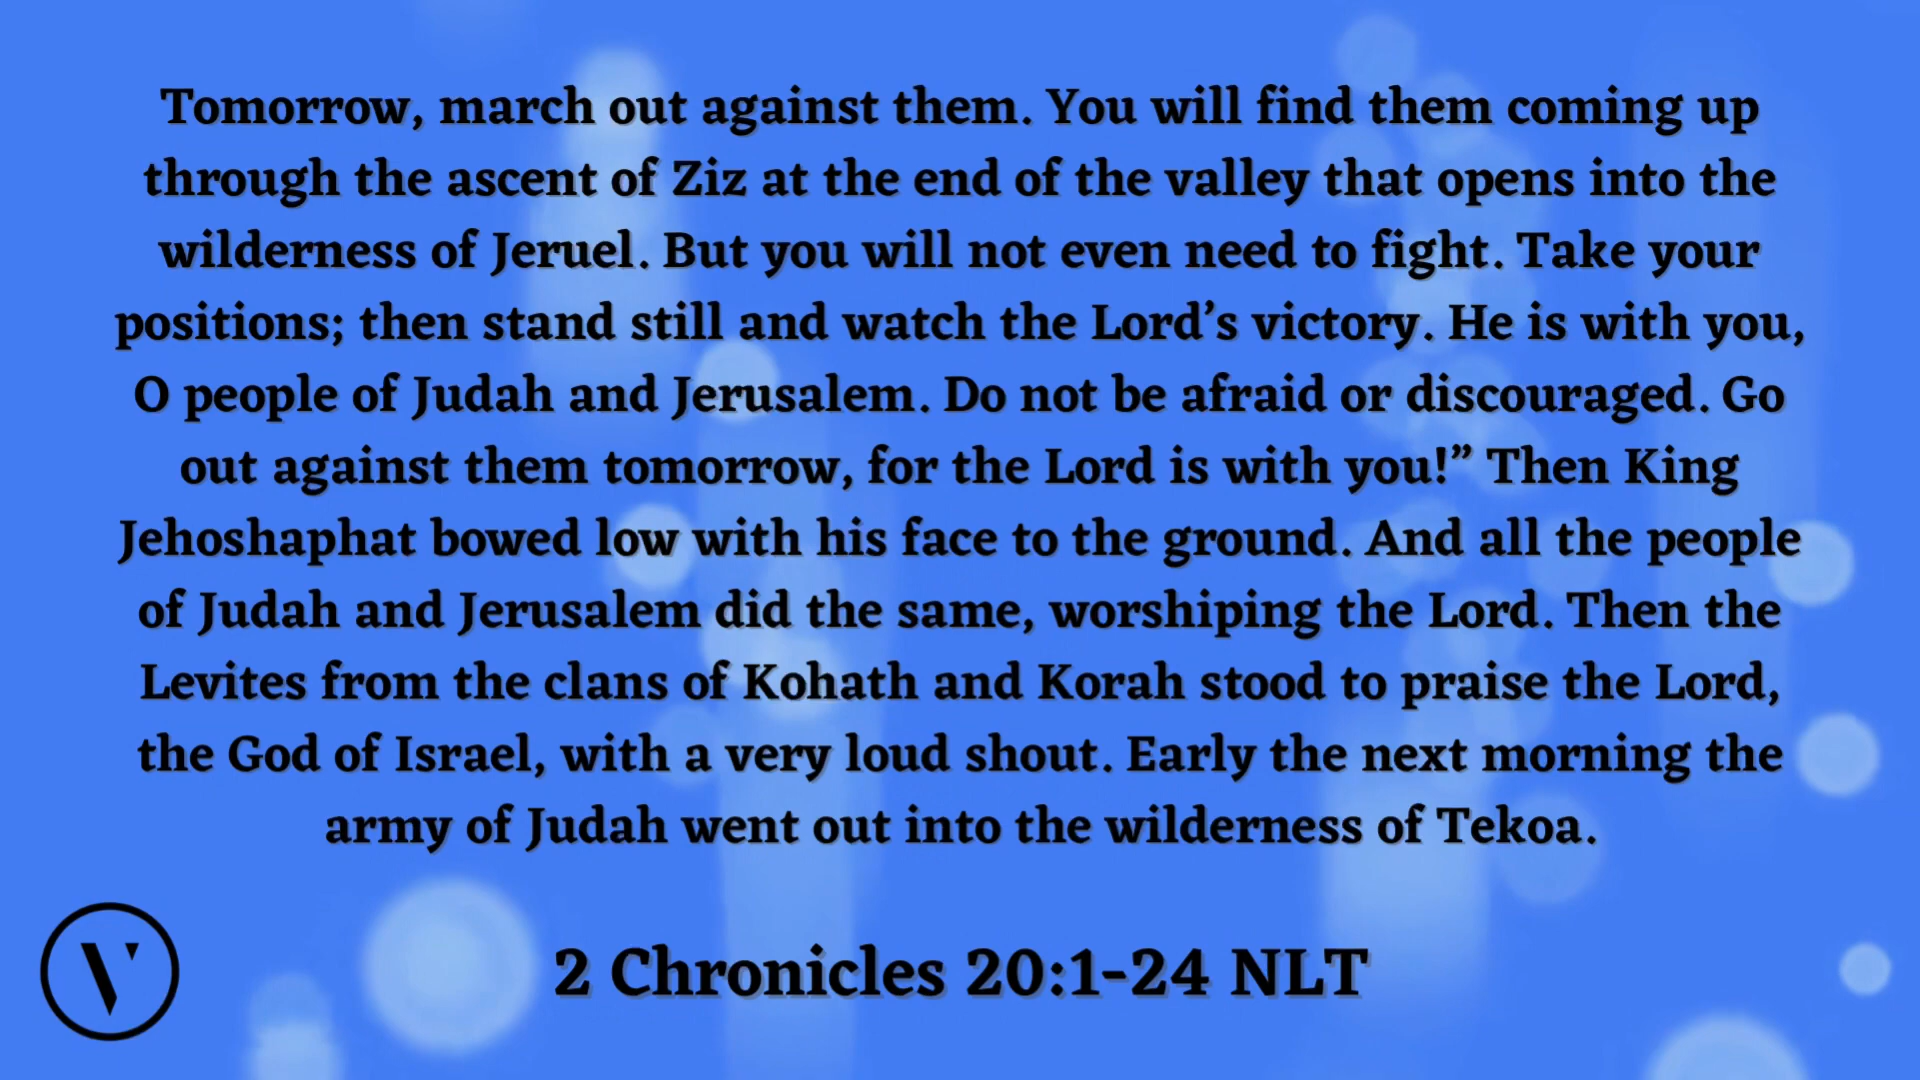 Tomorrow, march out against them. You will find them coming up
through the ascent of Ziz at the end of the valley that opens into the
wilderness of Jeruel. But you will not even need to fight. Take your
positions; then stand still and watch the Lord’s victory. He is with you,
O people of Judah and Jerusalem. Do not be afraid or discouraged. Go
out against them tomorrow, for the Lord is with you!” Then King
Jehoshaphat bowed low with his face to the ground. And all the people
of Judah and Jerusalem did the same, worshiping the Lord. Then the
Levites from the clans of Kohath and Korah stood to praise the Lord,
the God of Israel, with a very loud shout. Early the next morning the
army of Judah went out into the wilderness of Tekoa.
V
2 Chronicles 20:1-24 NLT